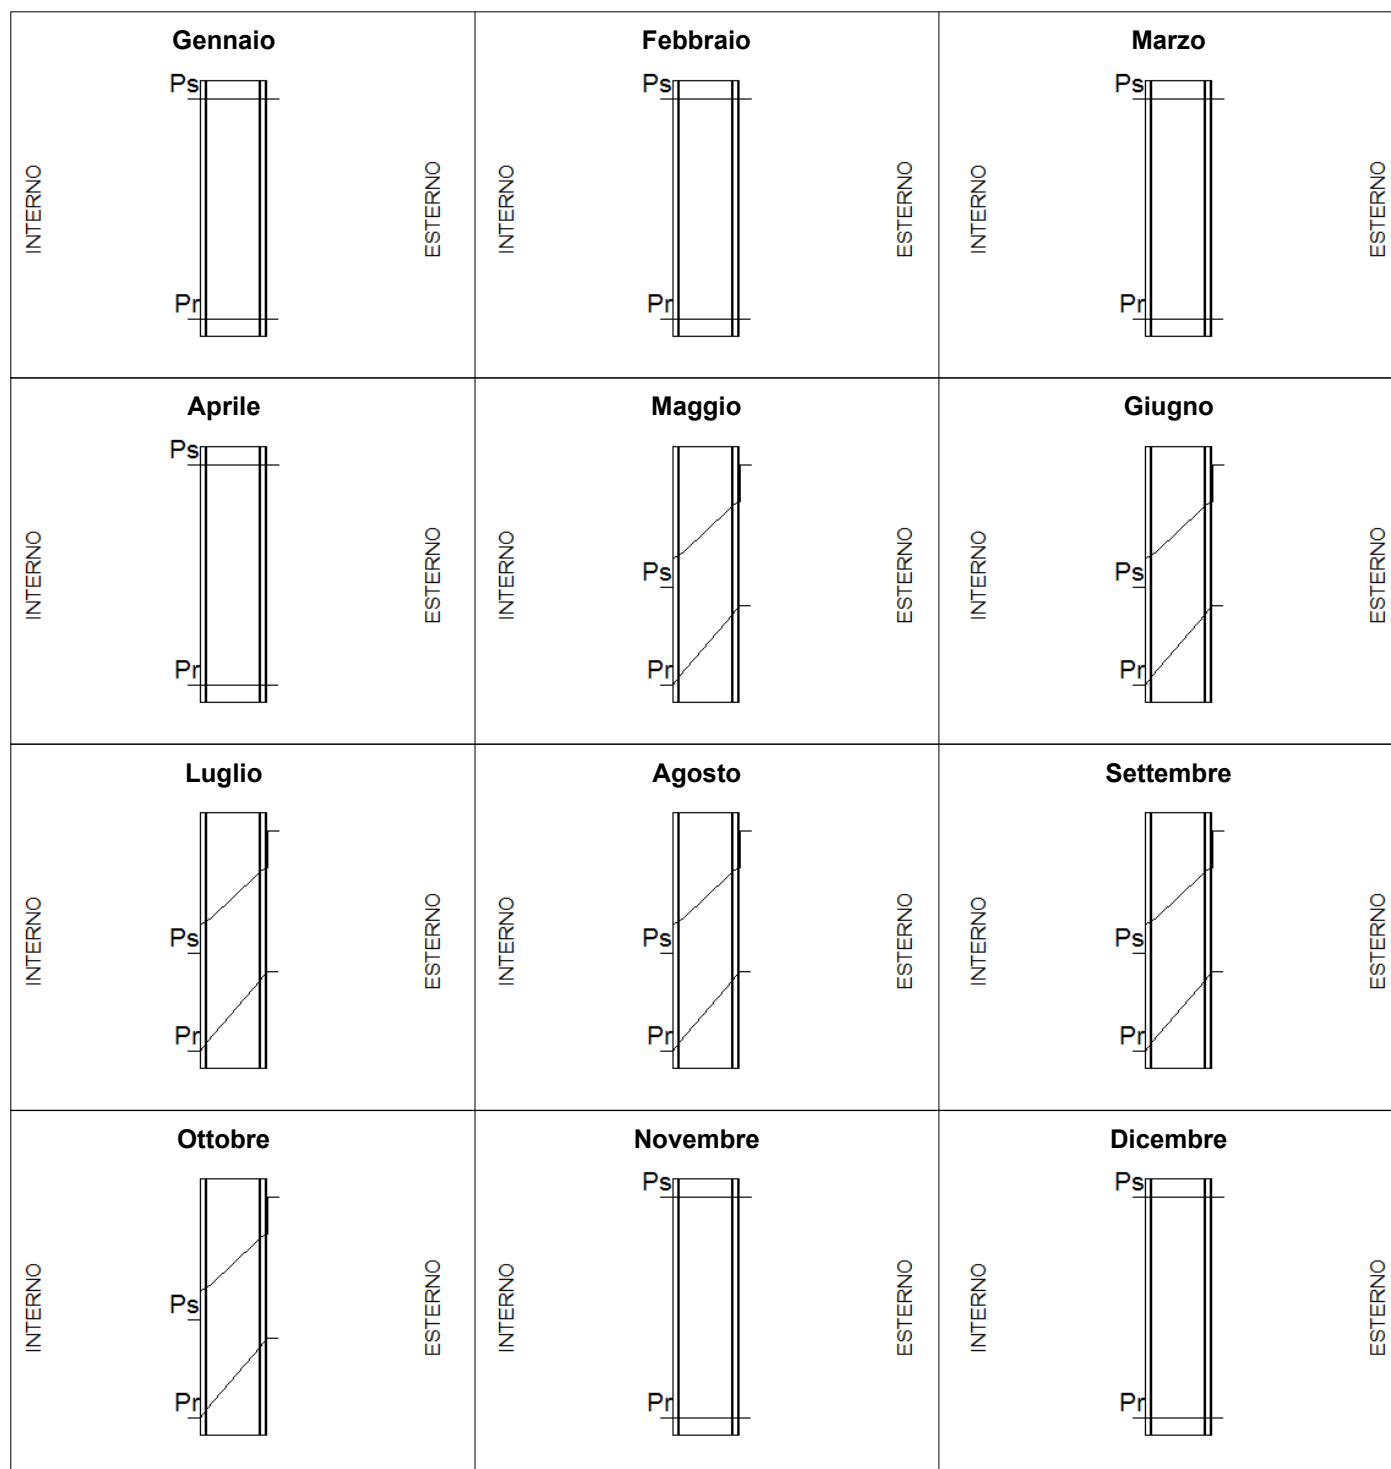 Gennaio
Febbraio
Marzo
Ps
Ps
Ps
INTERNO
ESTERNO
INTERNO
ESTERNO
INTERNO
ESTERNO
Pr
Pr
Pr
Aprile
Maggio
Giugno
Ps
INTERNO
ESTERNO
INTERNO
Ps
ESTERNO
INTERNO
Ps
ESTERNO
Pr
Pr
Pr
Luglio
Agosto
Settembre
INTERNO
Ps
ESTERNO
INTERNO
Ps
ESTERNO
INTERNO
Ps
ESTERNO
Pr
Pr
Pr
Ottobre
Novembre
Dicembre
Ps
Ps
INTERNO
Ps
ESTERNO
INTERNO
ESTERNO
INTERNO
ESTERNO
Pr
Pr
Pr